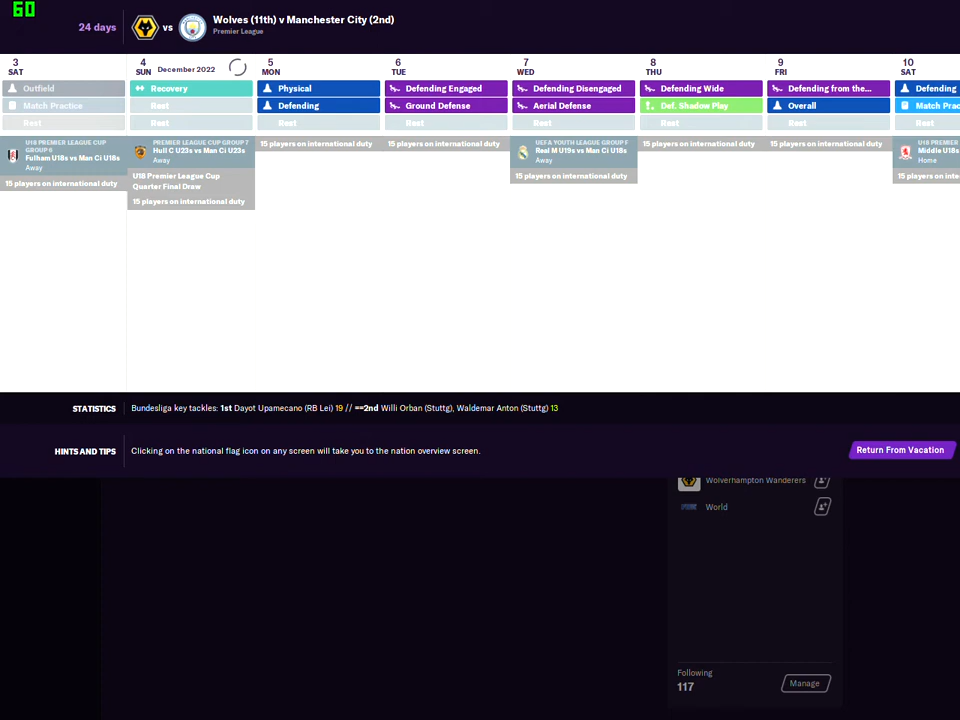 60
24 days
vs
Wolves (11th) v Manchester City (2nd)
Premier League
3
SAT
4
SUN
December 2022
5
MON
6
TUE
7
WED
8
THU
9
FRI
10
SAT
Outfield
Recovery
Physical
Defending Engaged
Defending Disengaged
Defending Wide
Defending from the...
Defending
Match Practice
Rest
Defending
Ground Defense
Aerial Defense
Def. Shadow Play
Overall
Match Prac
Rest
Rest
Rest
Rest
Rest
Rest
Rest
Rest
U18 PREMIER LEAGUE CUP
GROUP 6
Fulham U18s vs Man Ci U18s
Away
15 players on international duty
PREMIER LEAGUE CUP GROUP 7
Hull C U23s vs Man Ci U23s
Away
U18 Premier League Cup
Quarter Final Draw
15 players on international duty
15 players on international duty
15 players on international duty
UEFA YOUTH LEAGUE GROUP F
Real M U19s vs Man Ci U18s
Away
15 players on international duty
15 players on international duty
15 players on international duty
U18 PREMIER
Middle U18s
Home
15 players on inte
STATISTICS
Bundesliga key tackles: 1st Dayot Upamecano (RB Lei) 19 // ==2nd Willi Orban (Stuttg), Waldemar Anton (Stuttg) 13
HINTS AND TIPS
Clicking on the national flag icon on any screen will take you to the nation overview screen.
Return From Vacation
Wolverhampton Wanderers
World
Following
117
Manage